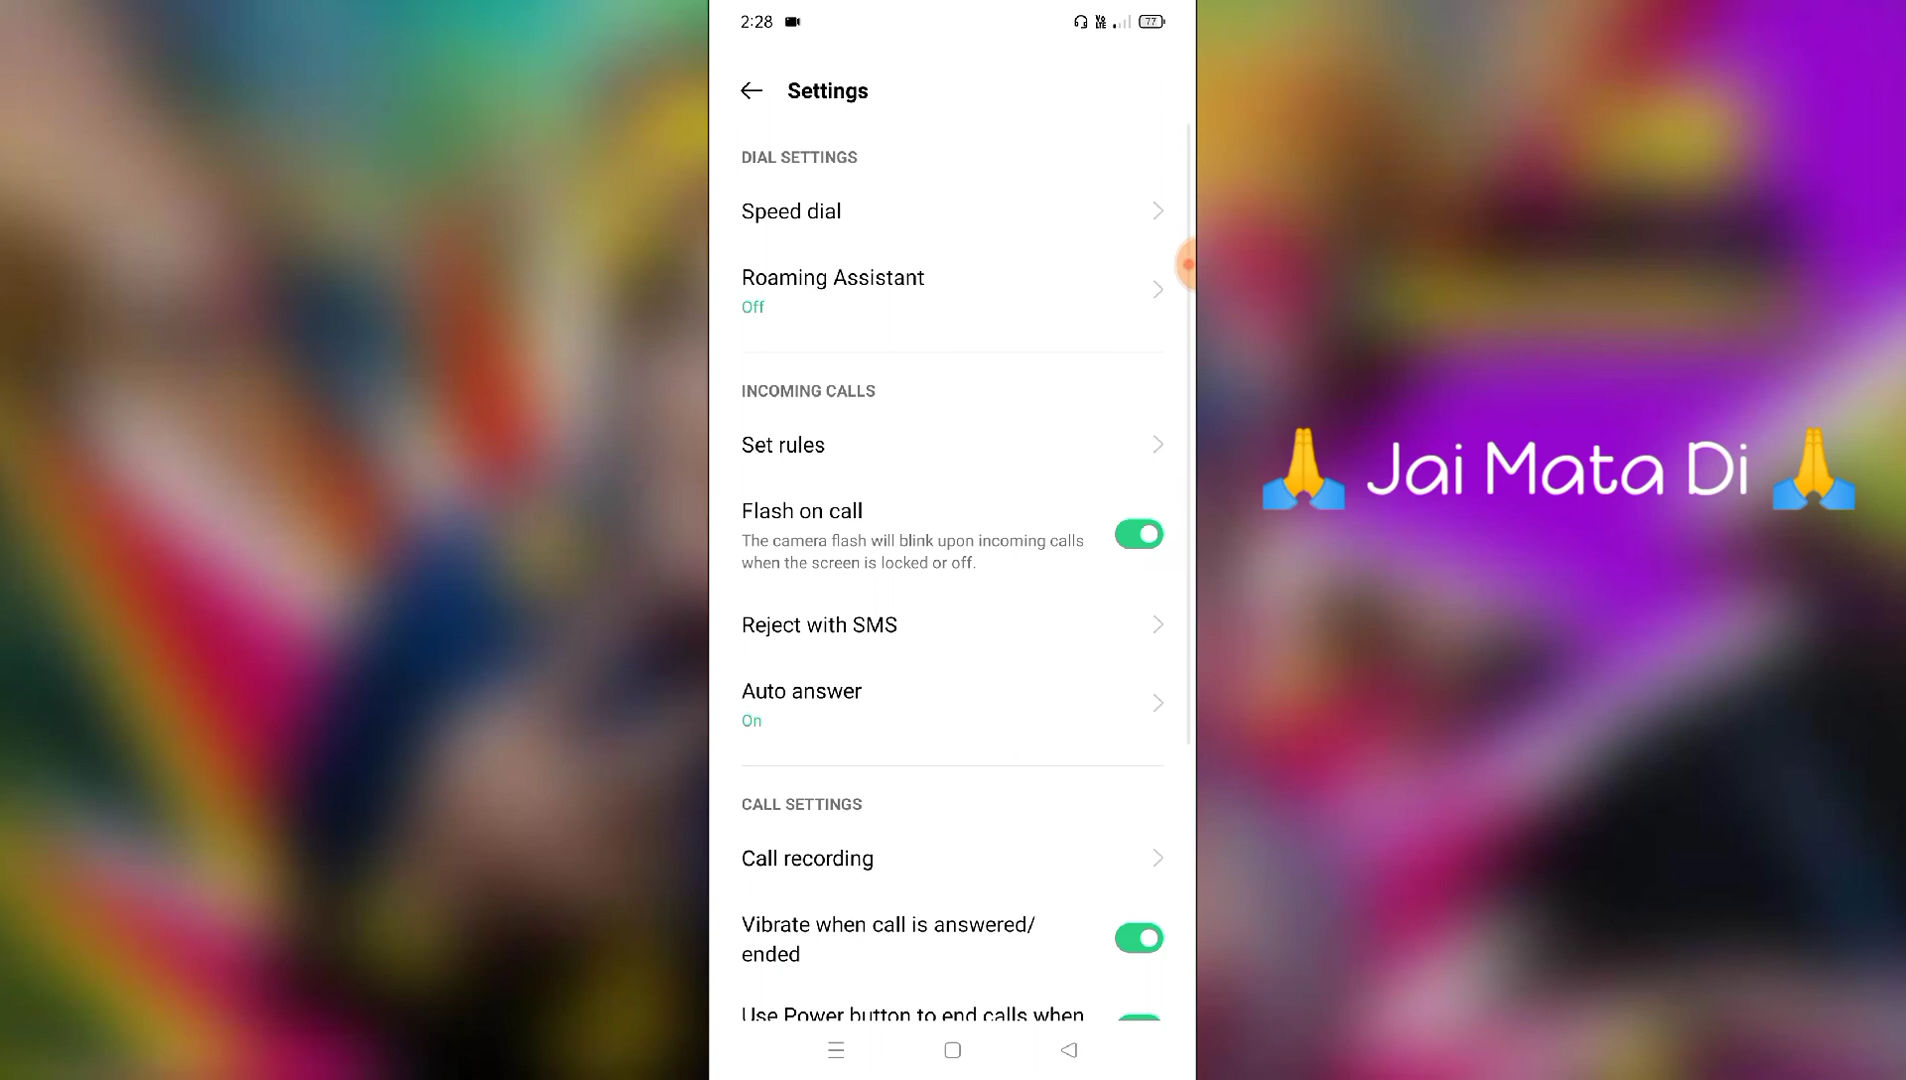 2:28
77
Settings
DIAL SETTINGS
Speed dial
Roaming Assistant
Off
INCOMING CALLS
Set rules
Flash on call
The camera flash will blink upon incoming calls
when the screen is locked or off.
Reject with SMS
Auto answer
On
CALL SETTINGS
Call recording
Vibrate when call is answered/
ended
Use Power button to end calls when
🙏 Jai Mata Di 🙏